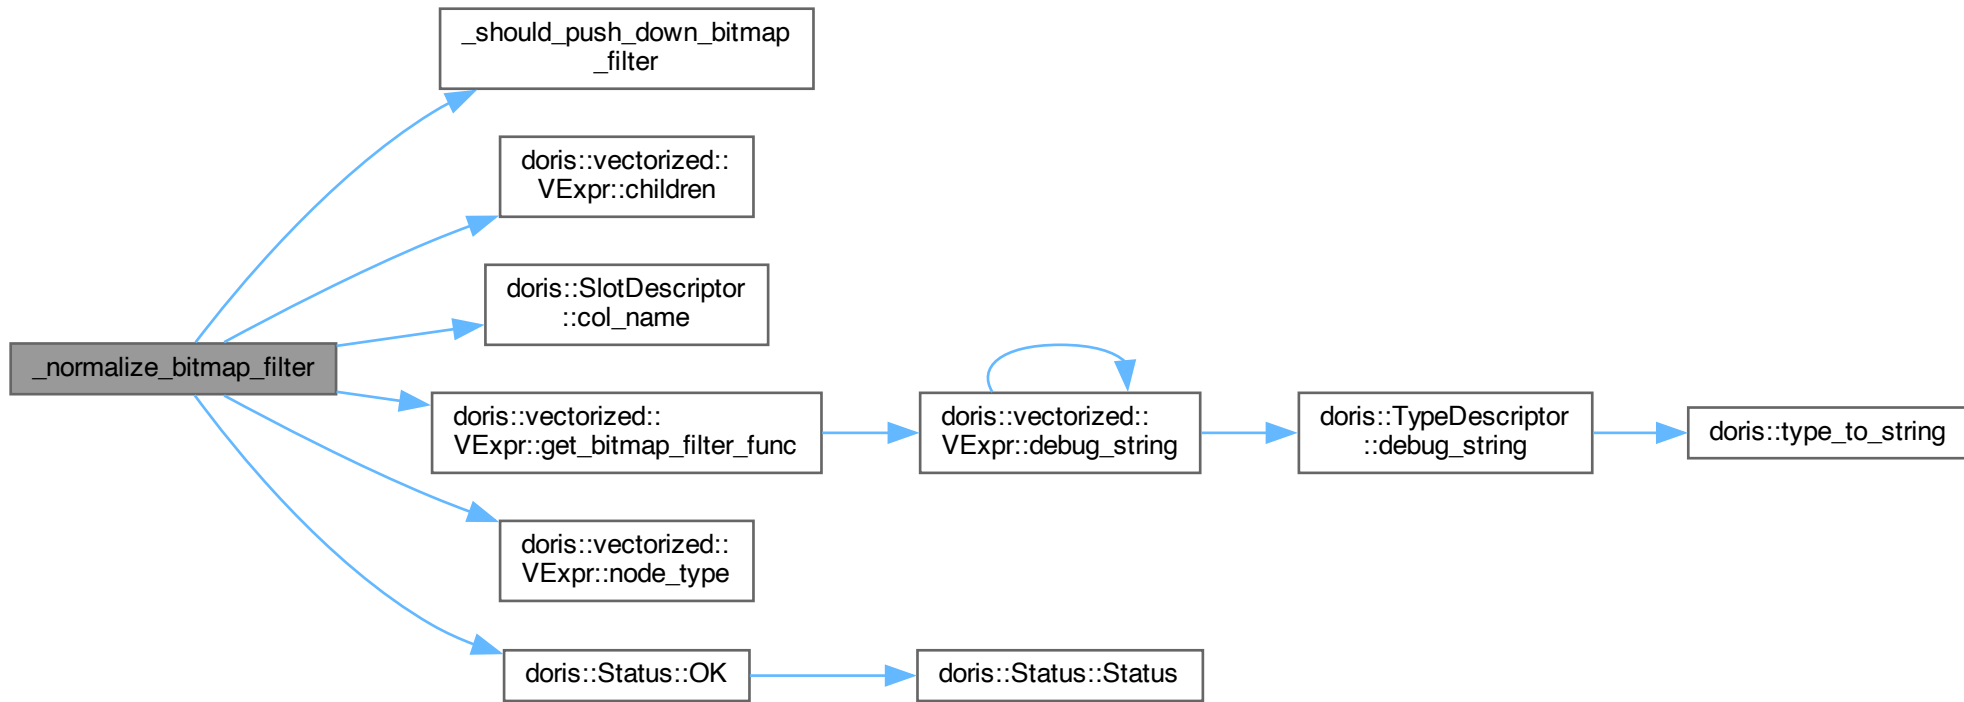 _should_push_down_bitmap
_filter
doris::vectorized::
VExpr::children
doris::SlotDescriptor
::col_name
_normalize_bitmap_filter
doris::vectorized::
VExpr::get_bitmap_filter_func
doris::vectorized::
VExpr::debug_string
doris::TypeDescriptor
::debug_string
doris::type_to_string
doris::vectorized::
VExpr::node_type
doris::Status::OK
doris::Status::Status